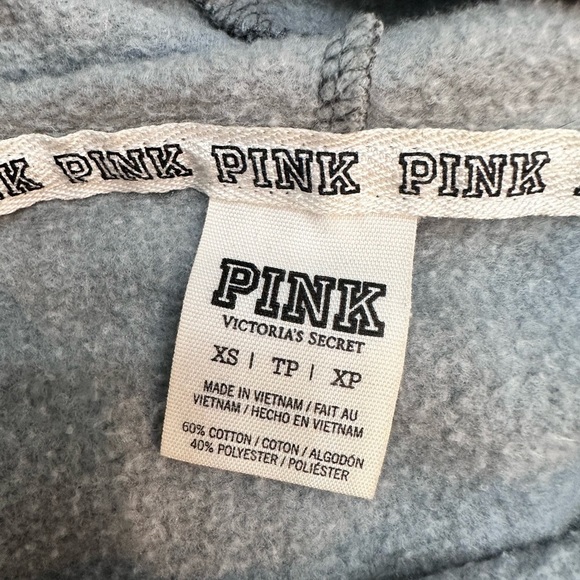 PINK PINK PINK
PINK
VICTORIA'S SECRET
XS | TP | XP
MADE IN VIETNAM / FAIT AU
VIETNAM / HECHO EN VIETNAM
60% COTTON / COTON / ALGODÓN
40% POLYESTER / POLIÉSTER